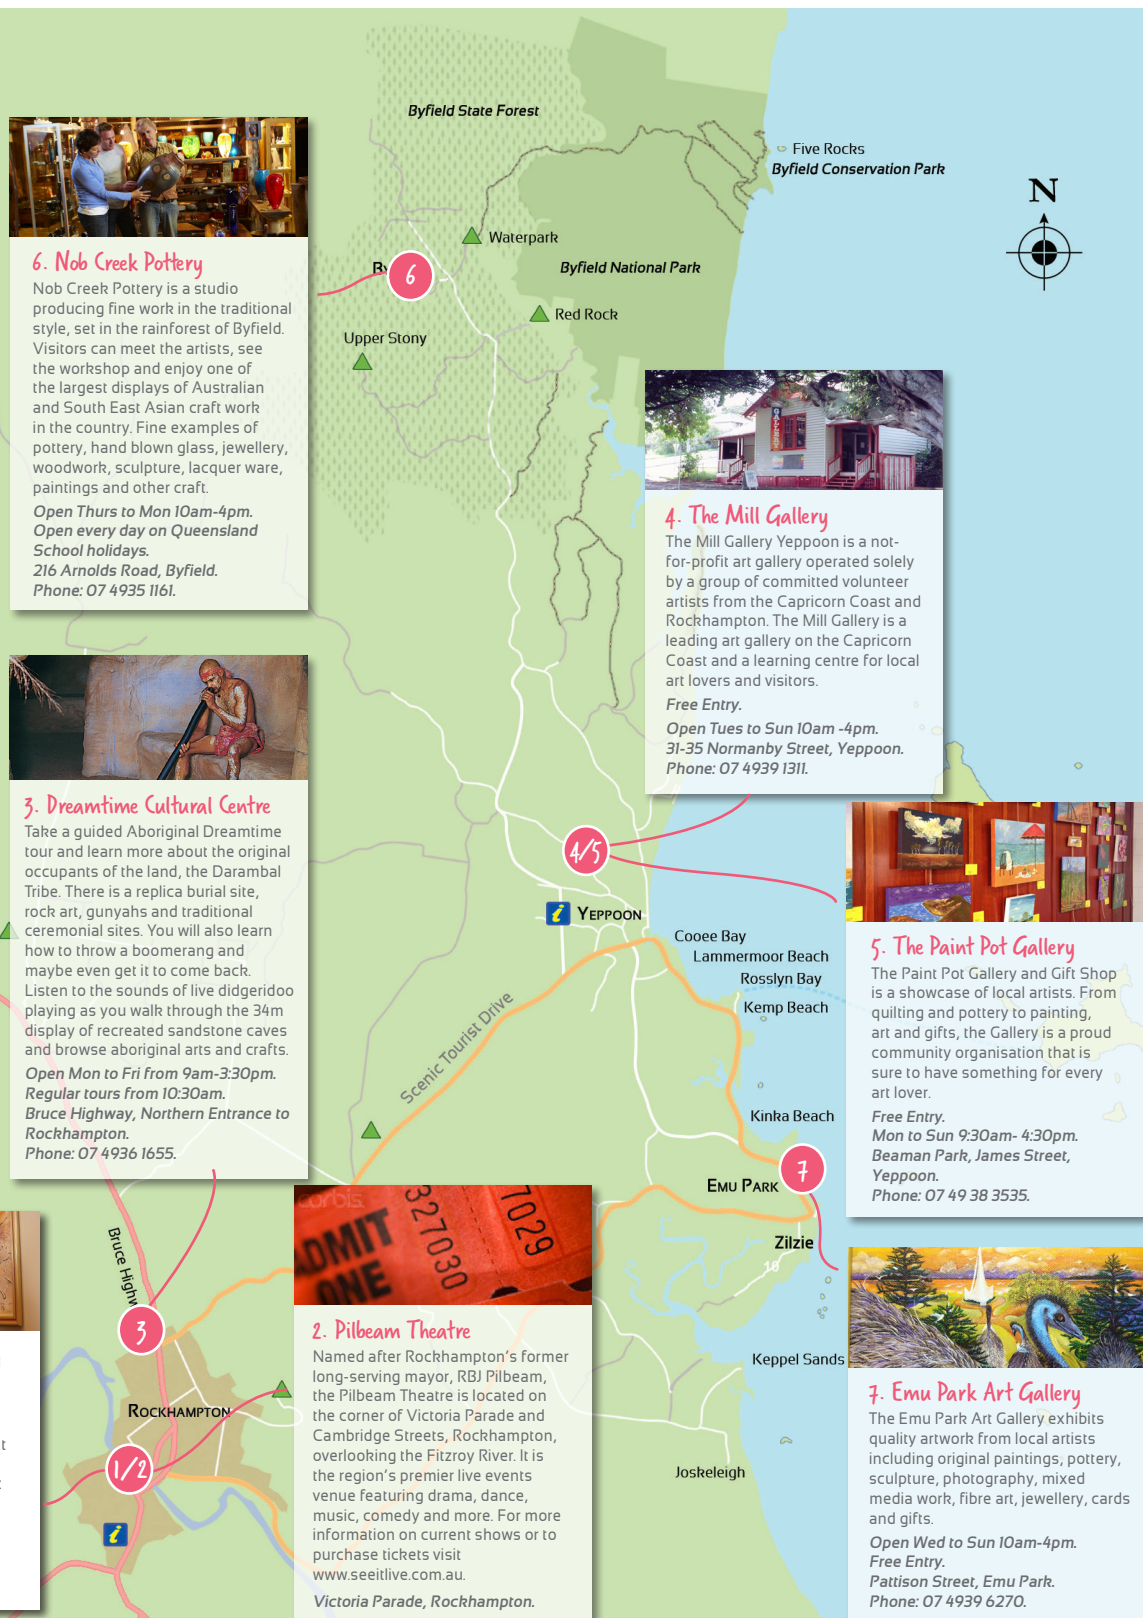 Byfield State Forest
Five Rocks
Byfield Conservation Park
N
Waterpark
Byfield National Park
6
Red Rock
Upper Stony
6. Nob Creek Pottery
Nob Creek Pottery is a studio
producing fine work in the traditional
style, set in the rainforest of Byfield.
Visitors can meet the artists, see
the workshop and enjoy one of
the largest displays of Australian
and South East Asian craft work
in the country. Fine examples of
pottery, hand blown glass, jewellery,
woodwork, sculpture, lacquer ware,
paintings and other craft.
Open Thurs to Mon 10am-4pm.
Open every day on Queensland
School holidays.
216 Arnolds Road, Byfield.
Phone: 07 4935 1161.
GALLERY
4. The Mill Gallery
The Mill Gallery Yeppoon is a not-
for-profit art gallery operated solely
by a group of committed volunteer
artists from the Capricorn Coast and
Rockhampton. The Mill Gallery is a
leading art gallery on the Capricorn
Coast and a learning centre for local
art lovers and visitors.
Free Entry.
Open Tues to Sun 10am -4pm.
31-35 Normanby Street, Yeppoon.
Phone: 07 4939 1311.
3. Dreamtime Cultural Centre
Take a guided Aboriginal Dreamtime
tour and learn more about the original
occupants of the land, the Darambal
Tribe. There is a replica burial site,
rock art, gunyahs and traditional
ceremonial sites. You will also learn
how to throw a boomerang and
maybe even get it to come back.
Listen to the sounds of live didgeridoo
playing as you walk through the 34m
display of recreated sandstone caves
and browse aboriginal arts and crafts.
Open Mon to Fri from 9am-3:30pm.
Regular tours from 10:30am.
Bruce Highway, Northern Entrance to
Rockhampton.
Phone: 07 4936 1655.
4/5
i
YEPPOON
Cooee Bay
Lammermoor Beach
Rosslyn Bay
Kemp Beach
Scenic Tourist Drive
Kinka Beach
7
EMU PARK
Zilzie
10
Keppel Sands
Joskeleigh
5. The Paint Pot Gallery
The Paint Pot Gallery and Gift Shop
is a showcase of local artists. From
quilting and pottery to painting,
art and gifts, the Gallery is a proud
community organisation that is
sure to have something for every
art lover.
Free Entry.
Mon to Sun 9:30am- 4:30pm.
Beaman Park, James Street,
Yeppoon.
Phone: 07 49 38 3535.
Bruce Highw
3
ROCKHAMPTON
1/2
i
corbis
ADMIT
ONE
327030
7029
2. Pilbeam Theatre
Named after Rockhampton's former
long-serving mayor, RBJ Pilbeam,
the Pilbeam Theatre is located on
the corner of Victoria Parade and
Cambridge Streets, Rockhampton,
overlooking the Fitzroy River. It is
the region's premier live events
venue featuring drama, dance,
music, comedy and more. For more
information on current shows or to
purchase tickets visit
www.seeitlive.com.au.
Victoria Parade, Rockhampton.
7. Emu Park Art Gallery
The Emu Park Art Gallery exhibits
quality artwork from local artists
including original paintings, pottery,
sculpture, photography, mixed
media work, fibre art, jewellery, cards
and gifts.
Open Wed to Sun 10am-4pm.
Free Entry.
Pattison Street, Emu Park.
Phone: 07 4939 6270.